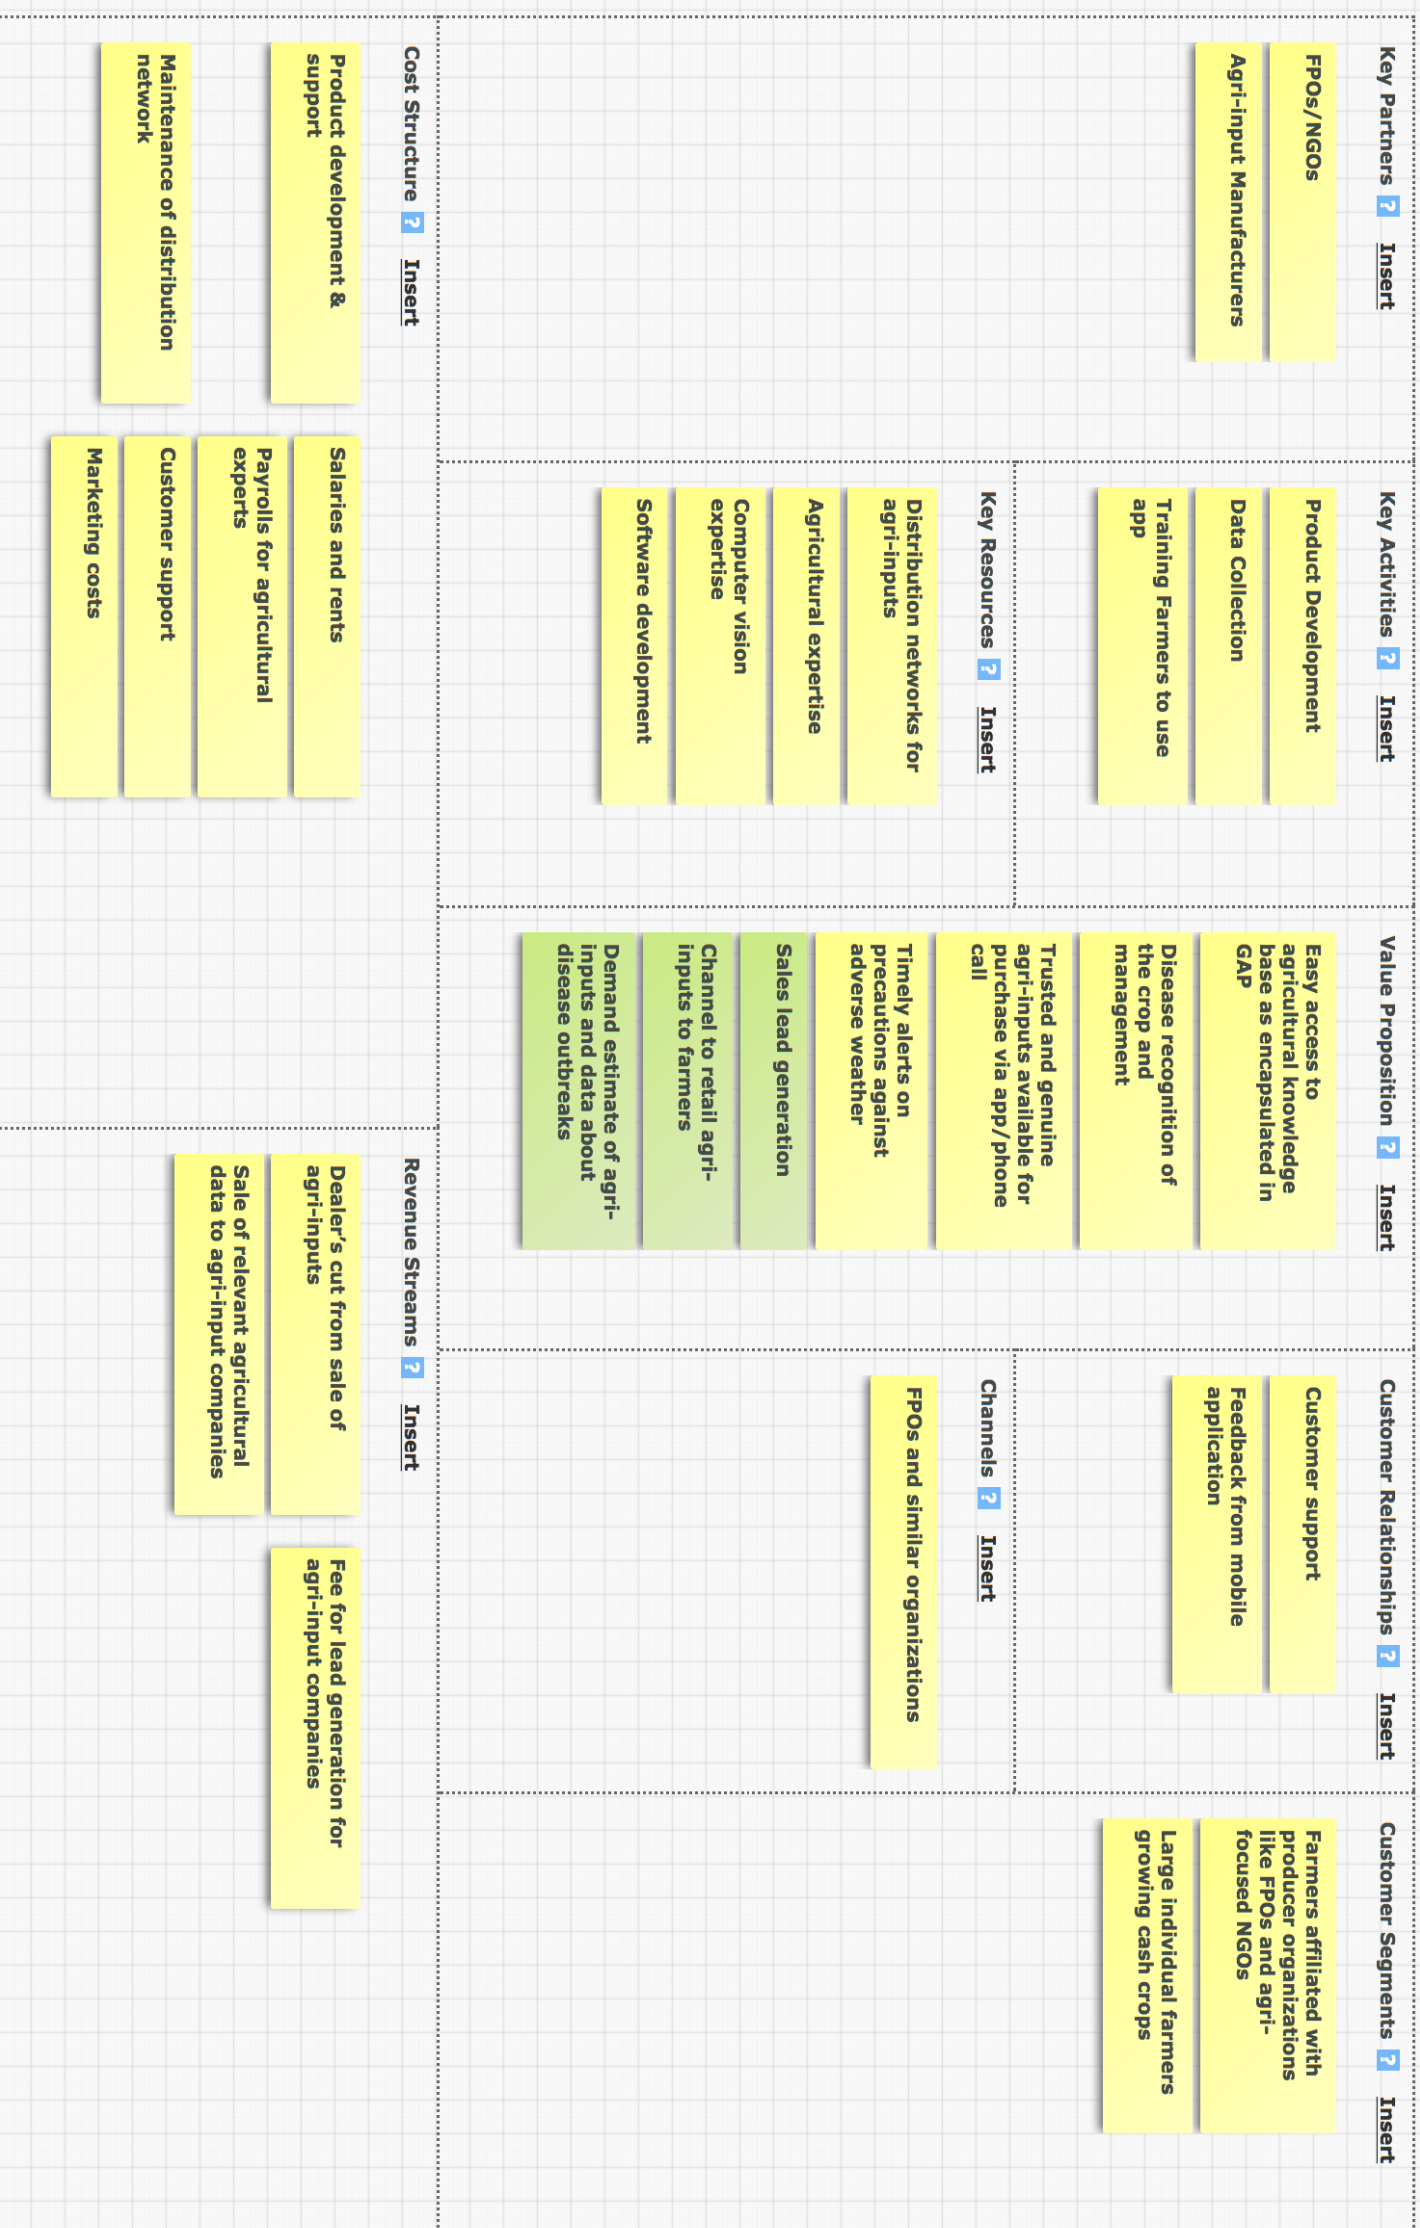 Key Partners ? Insert
FPOs/NGOs
Agri-input Manufacturers
Key Activities ? Insert
Product Development
Data Collection
Training Farmers to use
app
Key Resources ? Insert
Distribution networks for
agri-inputs
Agricultural expertise
Computer vision
expertise
Software development
Value Proposition ? Insert
Easy access to
agricultural knowledge
base as encapsulated in
GAP
Disease recognition of
the crop and
management
Trusted and genuine
agri-inputs available for
purchase via app/phone
call
Timely alerts on
precautions against
adverse weather
Sales lead generation
Channel to retail agri-
inputs to farmers
Demand estimate of agri-
inputs and data about
disease outbreaks
Customer Relationships ? Insert
Customer support
Feedback from mobile
application
Channels ? Insert
FPOs and similar organizations
Customer Segments ? Insert
Farmers affiliated with
producer organizations
like FPOs and agri-
focused NGOs
Large individual farmers
growing cash crops
Cost Structure ? Insert
Product development &
support
Maintenance of distribution
network
Salaries and rents
Payrolls for agricultural
experts
Customer support
Marketing costs
Revenue Streams ? Insert
Dealer's cut from sale of
agri-inputs
Sale of relevant agricultural
data to agri-input companies
Fee for lead generation for
agri-input companies